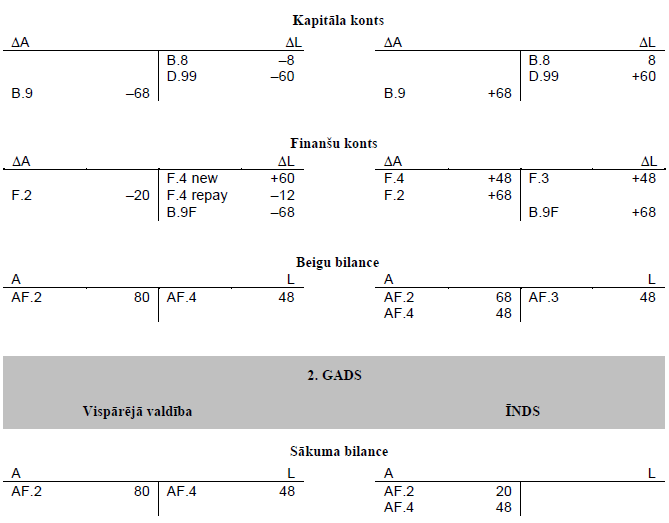 Kapitāla konts
ΔA ΔL ΔA ΔL
B.8 –8 B.8 8
D.99 –60 D.99 +60
B.9 –68 B.9 +68
Finanšu konts
ΔA ΔL ΔA ΔL
F.4 new +60 F.4 +48 F.3 +48
F.2 –20 F.4 repay –12 F.2 +68
B.9F –68 B.9F +68
Beigu bilance
A L A L
AF.2 80 AF.4 48 AF.2 68 AF.3 48
AF.4 48
2. GADS
Vispārējā valdība ĪNDS
Sākuma bilance
A L A L
AF.2 80 AF.4 48 AF.2 20
AF.4 48